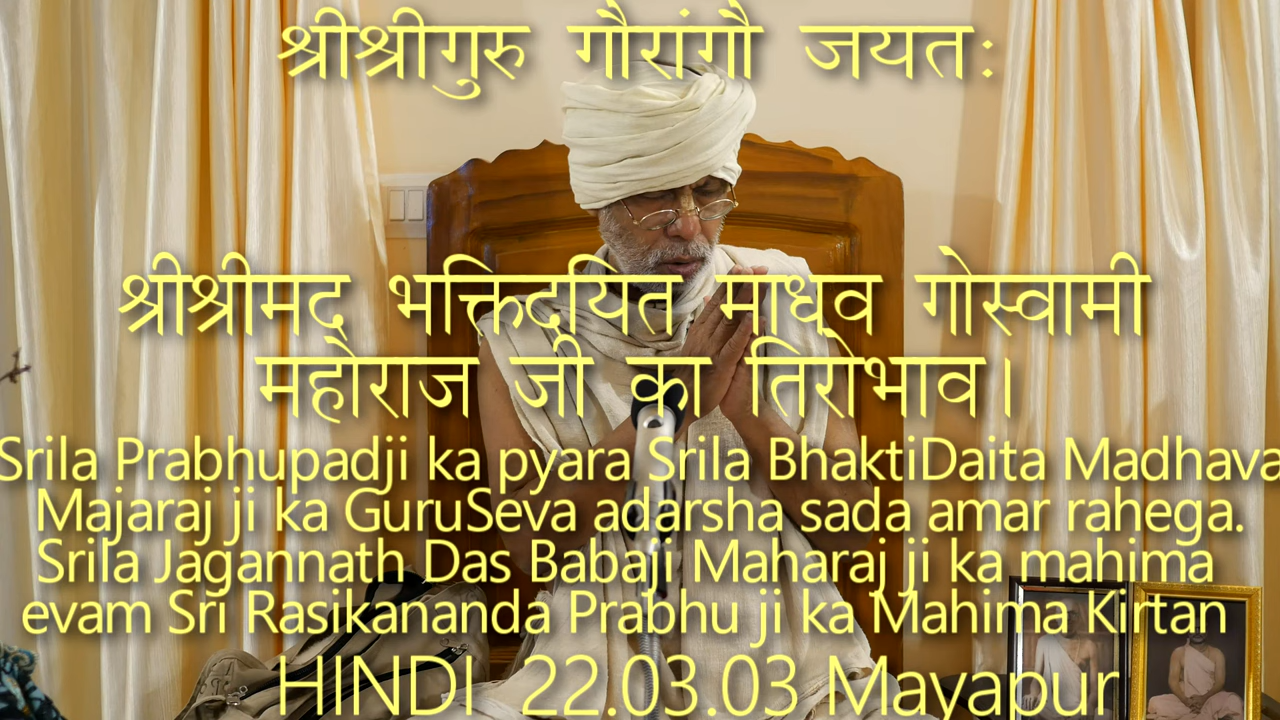 श्रीश्रीगुरु गौरांगौ जयतः
श्रीश्रीमद् भक्तिदयित माधव गोस्वामी
महाराज जी का तिरोभाव।
Srila Prabhupadji ka pyara Srila BhaktiDaita Madhava
Majaraj ji ka GuruSeva adarsha sada amar rahega.
Srila Jagannath Das Babaji Maharaj ji ka mahima
evam Sri Rasikananda Prabhu ji ka Mahima Kirtan
HINDI 22.03.03 Mayapur